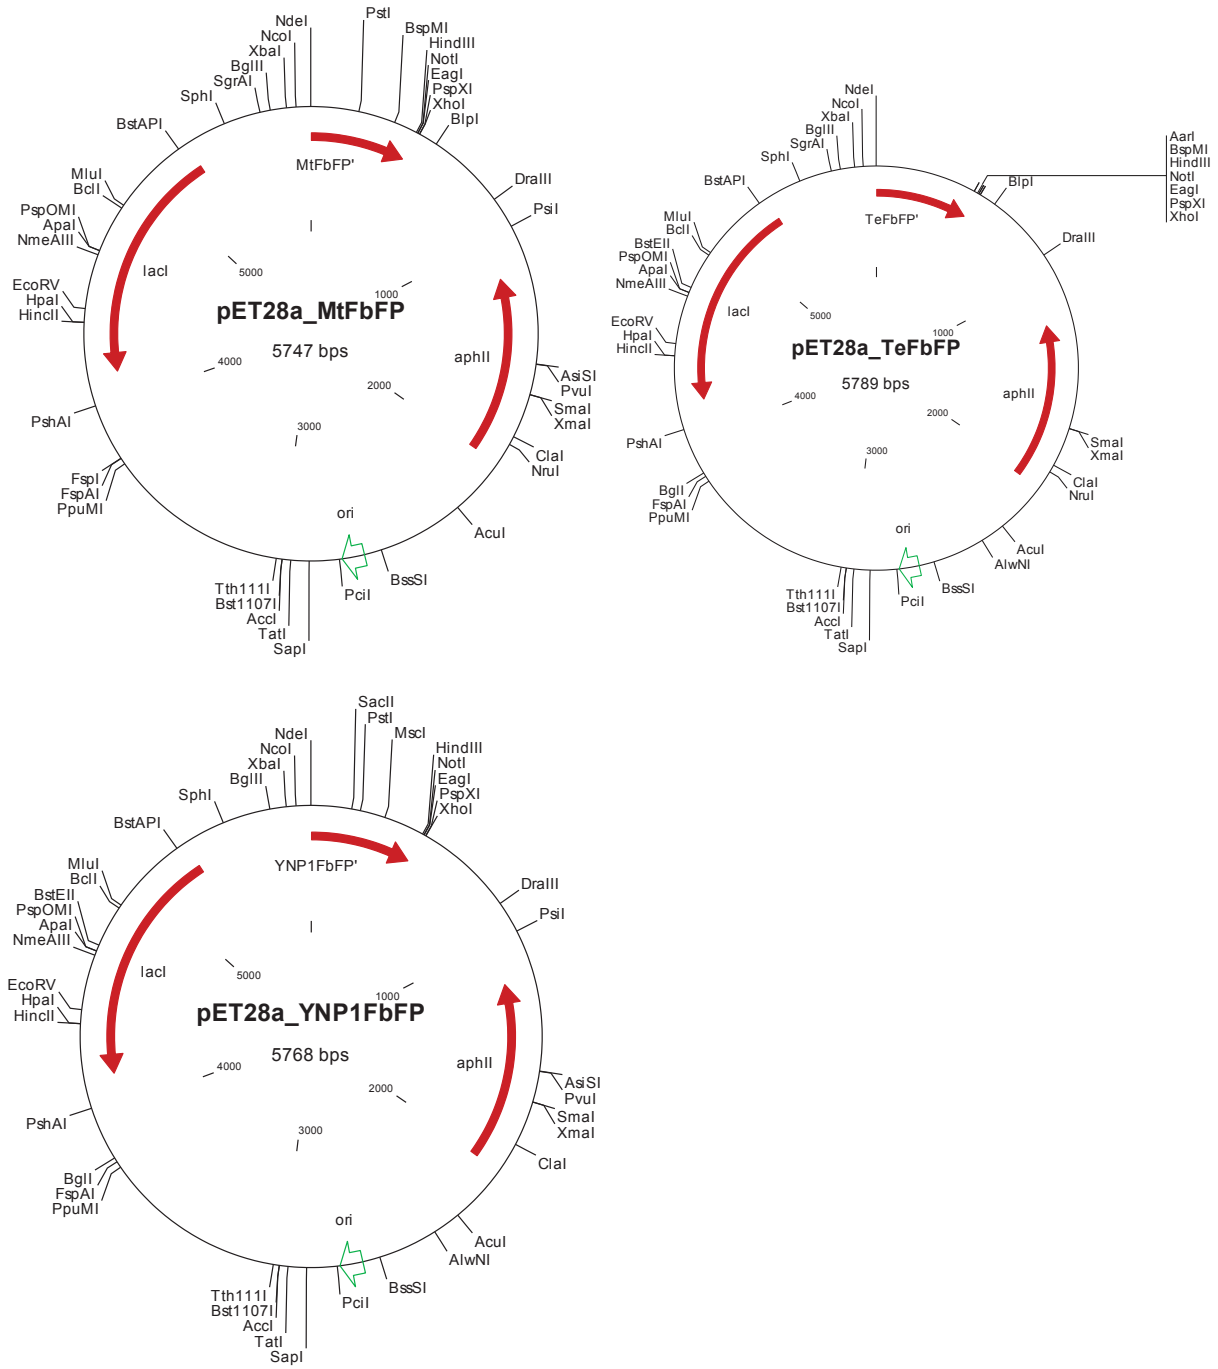 NdeI
NcoI
XbaI
BglII
SgrAI
SphI
BstAPI
MluI
BclI
PspOMI
ApaI
NmeAIII
EcoRV
HpaI
HincII
PshAI
FspI
FspAI
PpuMI
Tth111I
Bst1107I
AccI
TatI
SapI
PciI
BssSI
AcuI
NruI
ClaI
XmaI
SmaI
PvuI
AsiSI
PsiI
DraIII
BlpI
XhoI
PspXI
EagI
NotI
HindIII
BspMI
PstI
MtFbFP'
lacI
aphII
ori
I
1000
2000
3000
4000
5000
pET28a_MtFbFP
5747 bps
NdeI
NcoI
XbaI
BglII
SgrAI
SphI
BstAPI
MluI
BclI
BstEII
PspOMI
ApaI
NmeAIII
EcoRV
HpaI
HincII
PshAI
BglI
FspAI
PpuMI
Tth111I
Bst1107I
AccI
TatI
SapI
PciI
BssSI
AlwNI
AcuI
NruI
ClaI
XmaI
SmaI
DraIII
BlpI
AarI
BspMI
HindIII
NotI
EagI
PspXI
XhoI
TeFbFP'
lacI
aphII
ori
I
1000
2000
3000
4000
5000
pET28a_TeFbFP
5789 bps
NdeI
NcoI
XbaI
BglII
SphI
BstAPI
MluI
BclI
BstEII
PspOMI
ApaI
NmeAIII
EcoRV
HpaI
HincII
PshAI
BglI
FspAI
PpuMI
Tth111I
Bst1107I
AccI
TatI
SapI
PciI
BssSI
AlwNI
AcuI
ClaI
XmaI
SmaI
PvuI
AsiSI
PsiI
DraIII
XhoI
PspXI
EagI
NotI
HindIII
MscI
PstI
SacII
YNP1FbFP'
lacI
aphII
ori
I
1000
2000
3000
4000
5000
pET28a_YNP1FbFP
5768 bps